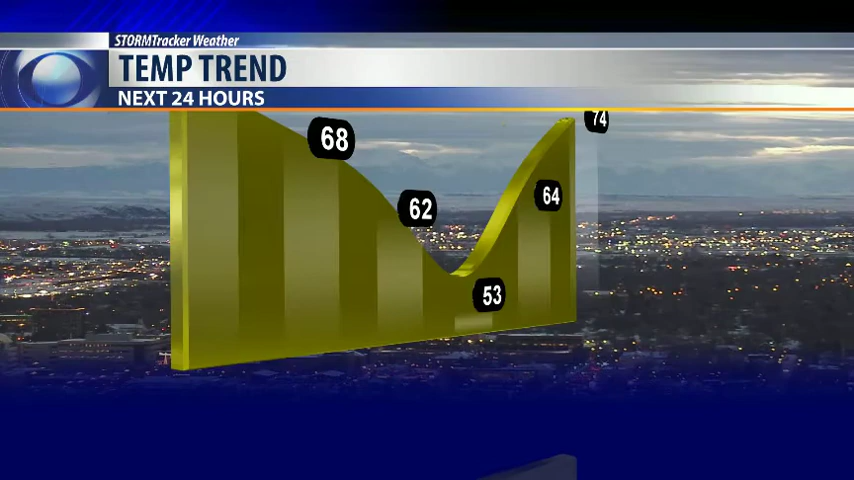 STORMTracker Weather
TEMP TREND
NEXT 24 HOURS
74
68
64
62
53